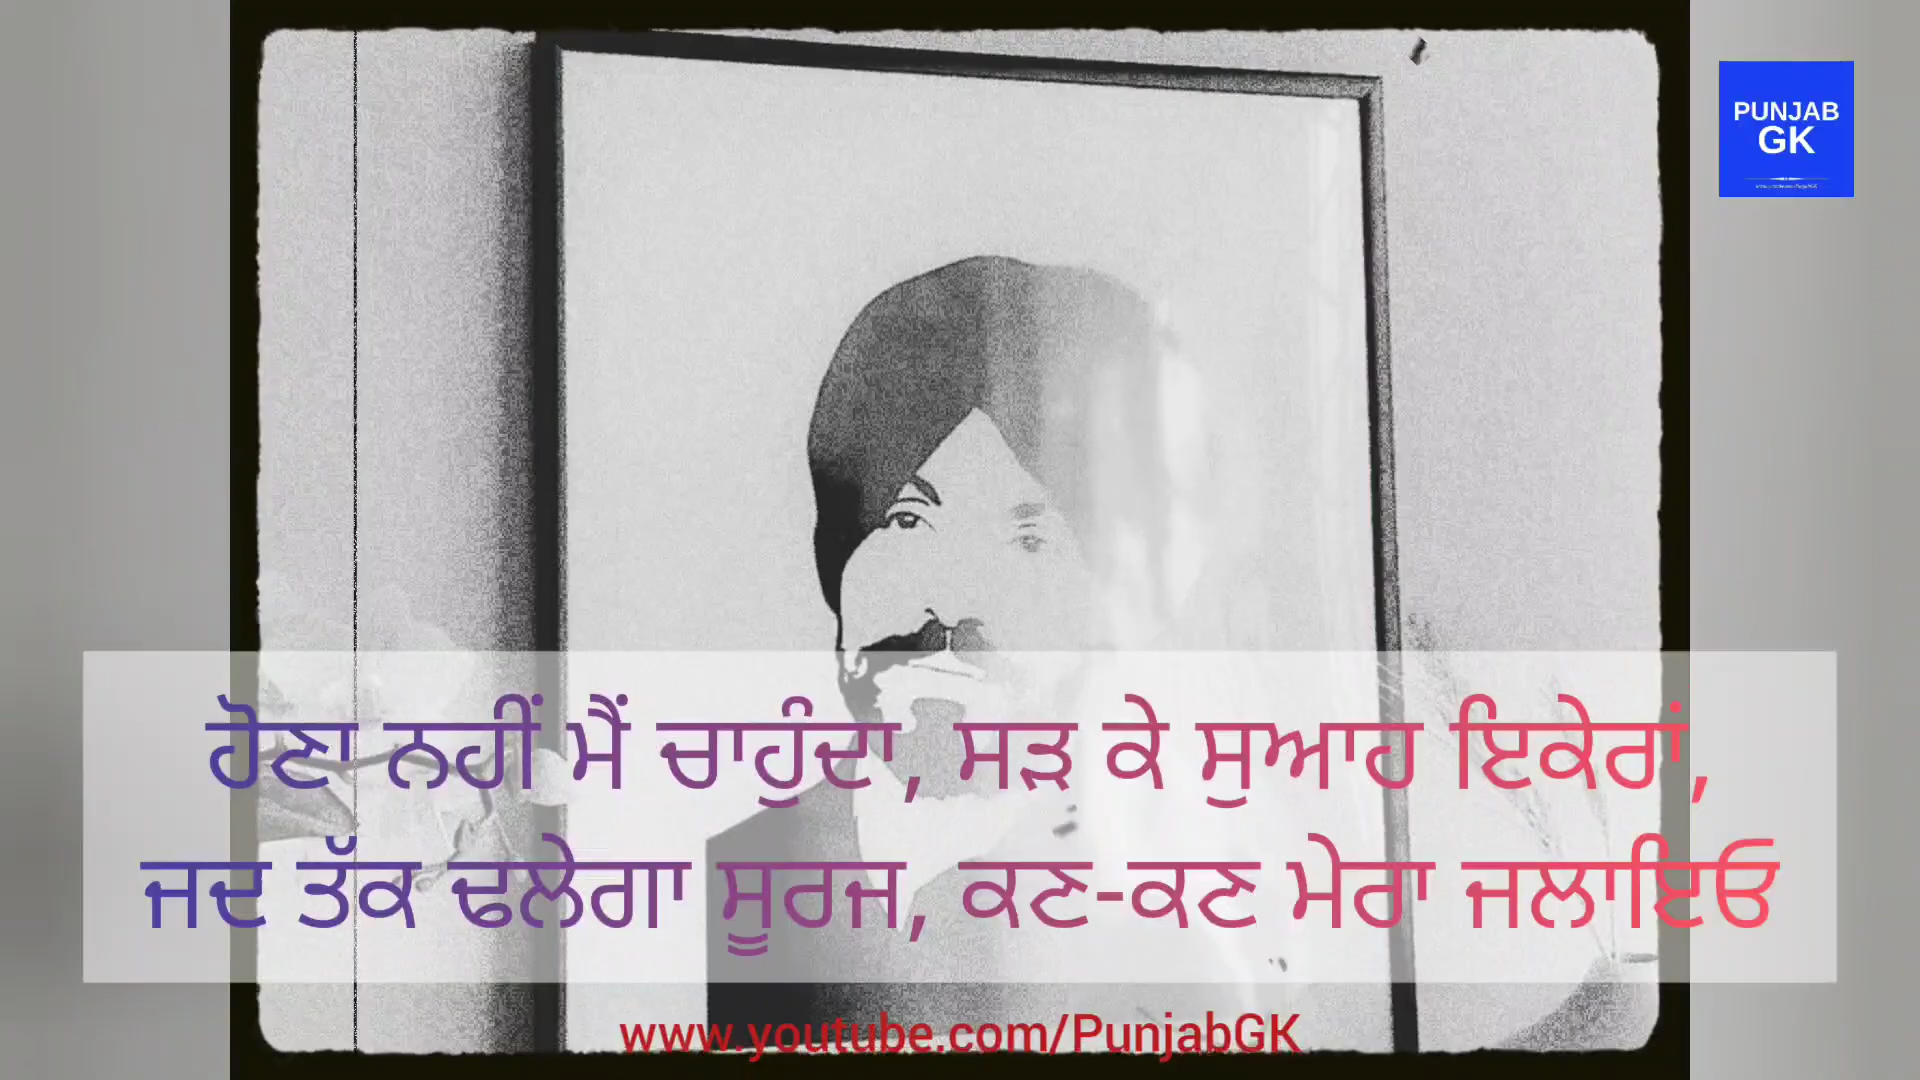 PUNJAB
GK
ਹੋਣਾ ਨਹੀਂ ਮੈਂ ਚਾਹੁੰਦਾ, ਸੜ ਕੇ ਸੁਆਹ ਇਕੇਰਾਂ,
ਜਦ ਤੱਕ ਢਲੇਗਾ ਸੂਰਜ, ਕਣ-ਕਣ ਮੇਰਾ ਜਲਾਇਓ
www.youtube.com/PunjabGK